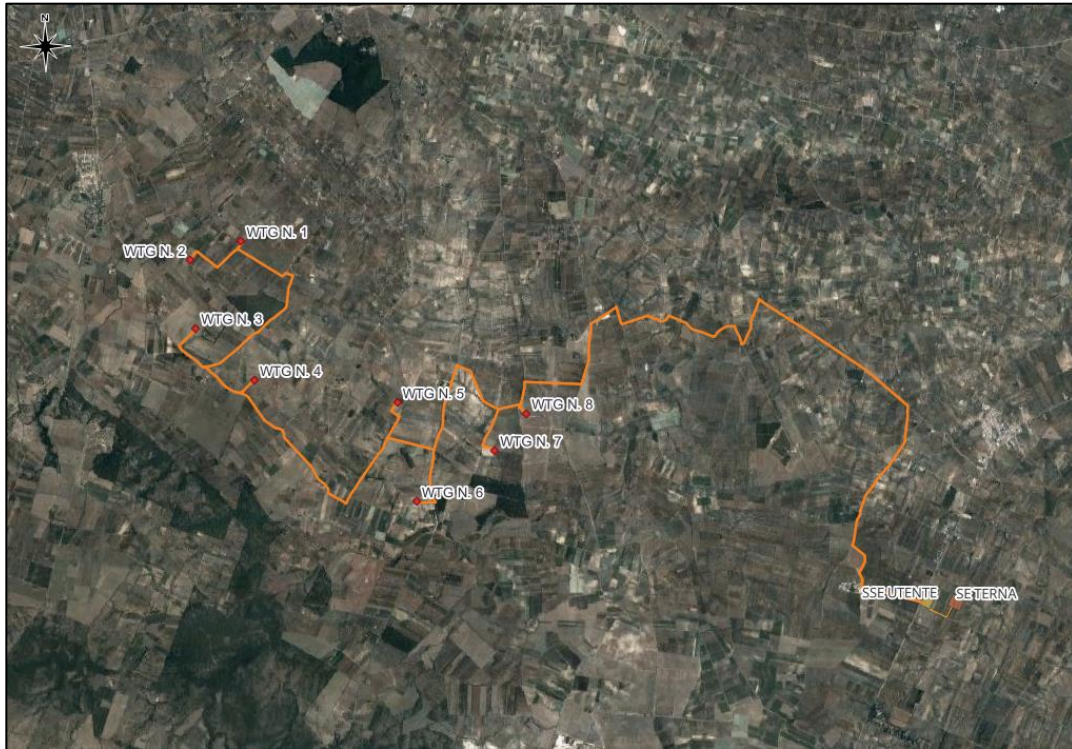 N
WTG N. 1
WTG N. 2
WTG N. 3
WTG N. 4
WTG N. 5
WTG N. 8
WTG N. 7
WTG N. 6
SSE UTENTE
SE TERNA